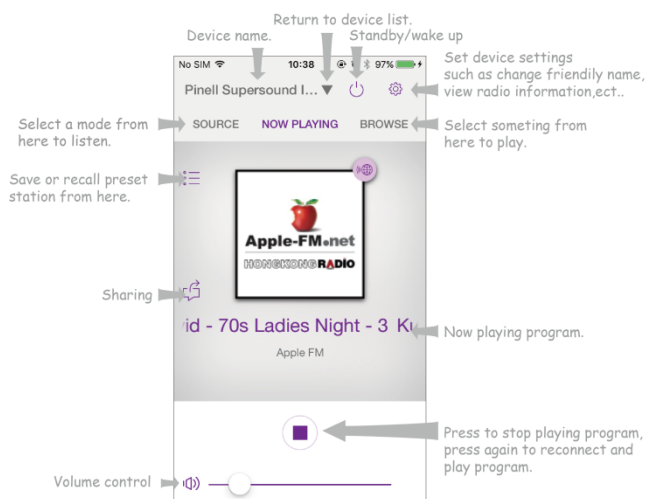 Return to device list.
Device name.
Standby/wake up
No SIM
10:38
97%
Set device settings
such as change friendily name,
view radio information,ect..
Pinell Supersound I...
Select a mode from
here to listen.
SOURCE NOW PLAYING BROWSE
Select someting from
here to play.
Save or recall preset
station from here.
Apple-FM.net
HONGKONG RADIO
Sharing
vid - 70s Ladies Night - 3 Ku
Now playing program.
Apple FM
Press to stop playing program,
press again to reconnect and
play program.
Volume control